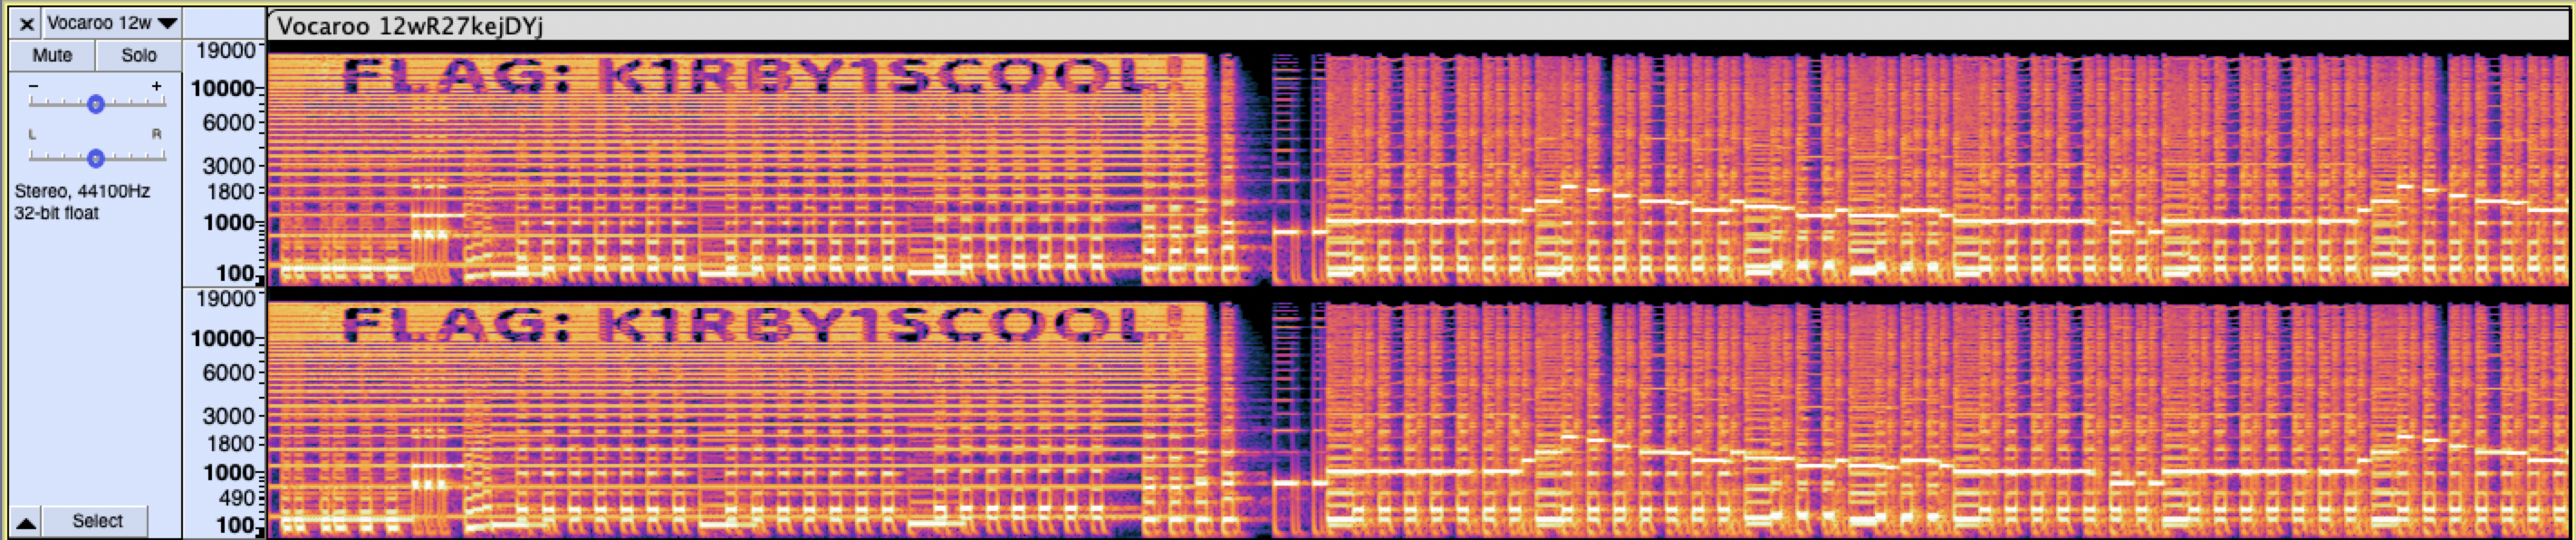 Vocaroo 12w
Vocaroo 12wR27kejDYj
Mute Solo
- +
L R
Stereo, 44100Hz
32-bit float
Select
19000
10000
6000
3000
1800
1000
100
FLAG: K1RBY1SCOOL!
19000
10000
6000
3000
1800
1000
490
100
FLAG: K1RBY1SCOOL!